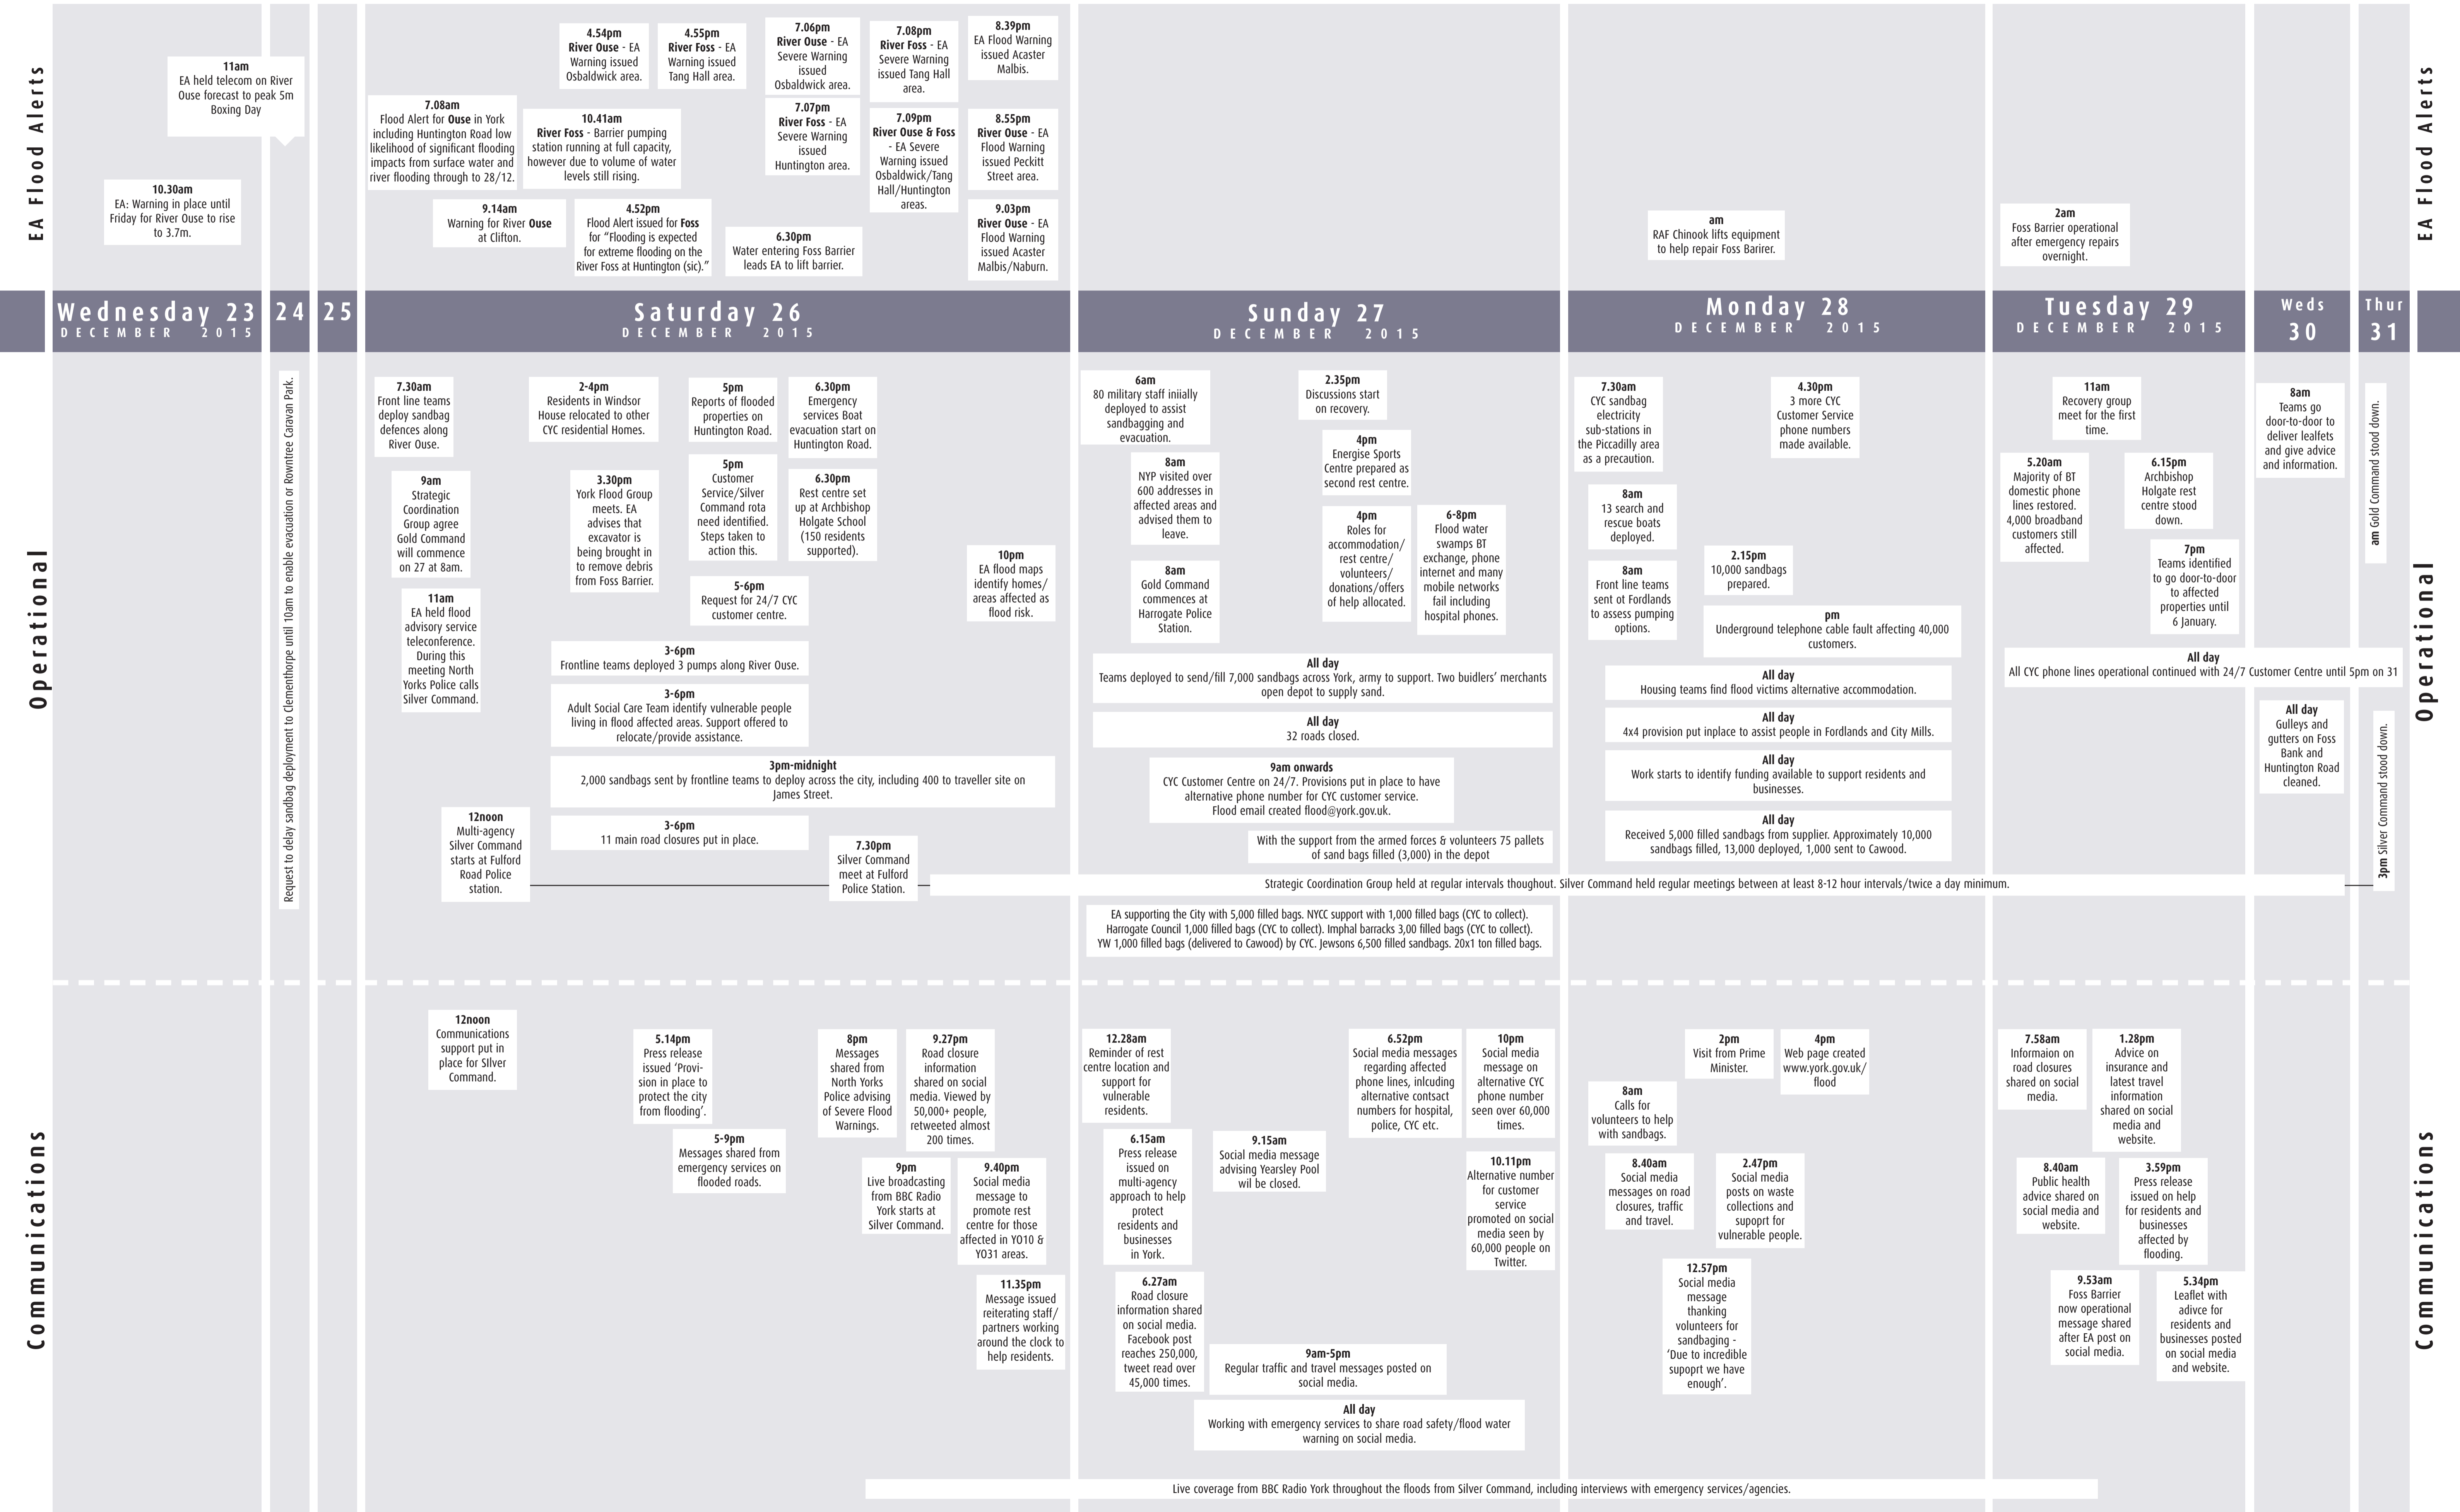 EA Flood Alerts
11am
EA held telecom on River
Ouse forecast to peak 5m
Boxing Day
10.30am
EA: Warning in place until
Friday for River Ouse to rise
to 3.7m.
7.08am
Flood Alert for Ouse in York
including Huntington Road low
likelihood of significant flooding
impacts from surface water and
river flooding through to 28/12.
9.14am
Warning for River Ouse
at Clifton.
10.41am
River Foss - Barrier pumping
station running at full capacity,
however due to volume of water
levels still rising.
4.52pm
Flood Alert issued for Foss
for “Flooding is expected
for extreme flooding on the
River Foss at Huntington (sic).”
4.54pm
River Ouse - EA
Warning issued
Osbaldwick area.
4.55pm
River Foss - EA
Warning issued
Tang Hall area.
6.30pm
Water entering Foss Barrier
leads EA to lift barrier.
7.06pm
River Ouse - EA
Severe Warning
issued
Osbaldwick area.
7.07pm
River Foss - EA
Severe Warning
issued
Huntington area.
7.08pm
River Foss - EA
Severe Warning
issued Tang Hall
area.
7.09pm
River Ouse & Foss
- EA Severe
Warning issued
Osbaldwick/Tang
Hall/Huntington
areas.
8.39pm
EA Flood Warning
issued Acaster
Malbis.
8.55pm
River Ouse - EA
Flood Warning
issued Peckitt
Street area.
9.03pm
River Ouse - EA
Flood Warning
issued Acaster
Malbis/Naburn.
am
RAF Chinook lifts equipment
to help repair Foss Barirer.
2am
Foss Barrier operational
after emergency repairs
overnight.
EA Flood Alerts
Wednesday 23
DECEMBER 2015
24
25
Saturday 26
DECEMBER 2015
Sunday 27
DECEMBER 2015
Monday 28
DECEMBER 2015
Tuesday 29
DECEMBER 2015
Weds
30
Thur
31
Operational
Request to delay sandbag deployment to Clementhorpe until 10am to enable evacuation or Rowntree Caravan Park.
7.30am
Front line teams
deploy sandbag
defences along
River Ouse.
9am
Strategic
Coordination
Group agree
Gold Command
will commence
on 27 at 8am.
11am
EA held flood
advisory service
teleconference.
During this
meeting North
Yorks Police calls
Silver Command.
12noon
Multi-agency
Silver Command
starts at Fulford
Road Police
station.
2-4pm
Residents in Windsor
House relocated to other
CYC residential Homes.
3.30pm
York Flood Group
meets. EA
advises that
excavator is
being brought in
to remove debris
from Foss Barrier.
5pm
Reports of flooded
properties on
Huntington Road.
5pm
Customer
Service/Silver
Command rota
need identified.
Steps taken to
action this.
5-6pm
Request for 24/7 CYC
customer centre.
6.30pm
Emergency
services Boat
evacuation start on
Huntington Road.
6.30pm
Rest centre set
up at Archbishop
Holgate School
(150 residents
supported).
10pm
EA flood maps
identify homes/
areas affected as
flood risk.
3-6pm
Frontline teams deployed 3 pumps along River Ouse.
3-6pm
Adult Social Care Team identify vulnerable people
living in flood affected areas. Support offered to
relocate/provide assistance.
3pm-midnight
2,000 sandbags sent by frontline teams to deploy across the city, including 400 to traveller site on
James Street.
3-6pm
11 main road closures put in place.
7.30pm
Silver Command
meet at Fulford
Police Station.
6am
80 military staff iniially
deployed to assist
sandbagging and
evacuation.
8am
NYP visited over
600 addresses in
affected areas and
advised them to
leave.
8am
Gold Command
commences at
Harrogate Police
Station.
2.35pm
Discussions start
on recovery.
4pm
Energise Sports
Centre prepared as
second rest centre.
4pm
Roles for
accommodation/
rest centre/
volunteers/
donations/offers
of help allocated.
6-8pm
Flood water
swamps BT
exchange, phone
internet and many
mobile networks
fail including
hospital phones.
All day
Teams deployed to send/fill 7,000 sandbags across York, army to support. Two buidlers’ merchants
open depot to supply sand.
All day
32 roads closed.
9am onwards
CYC Customer Centre on 24/7. Provisions put in place to have
alternative phone number for CYC customer service.
Flood email created flood@york.gov.uk.
With the support from the armed forces & volunteers 75 pallets
of sand bags filled (3,000) in the depot
Strategic Coordination Group held at regular intervals thoughout. Silver Command held regular meetings between at least 8-12 hour intervals/twice a day minimum.
EA supporting the City with 5,000 filled bags. NYCC support with 1,000 filled bags (CYC to collect).
Harrogate Council 1,000 filled bags (CYC to collect). Imphal barracks 3,00 filled bags (CYC to collect).
YW 1,000 filled bags (delivered to Cawood) by CYC. Jewsons 6,500 filled sandbags. 20x1 ton filled bags.
7.30am
CYC sandbag
electricity
sub-stations in
the Piccadilly area
as a precaution.
8am
13 search and
rescue boats
deployed.
8am
Front line teams
sent ot Fordlands
to assess pumping
options.
4.30pm
3 more CYC
Customer Service
phone numbers
made available.
2.15pm
10,000 sandbags
prepared.
pm
Underground telephone cable fault affecting 40,000
customers.
All day
Housing teams find flood victims alternative accommodation.
All day
4x4 provision put inplace to assist people in Fordlands and City Mills.
All day
Work starts to identify funding available to support residents and
businesses.
All day
Received 5,000 filled sandbags from supplier. Approximately 10,000
sandbags filled, 13,000 deployed, 1,000 sent to Cawood.
11am
Recovery group
meet for the first
time.
5.20am
Majority of BT
domestic phone
lines restored.
4,000 broadband
customers still
affected.
6.15pm
Archbishop
Holgate rest
centre stood
down.
7pm
Teams identified
to go door-to-door
to affected
properties until
6 January.
All day
All CYC phone lines operational continued with 24/7 Customer Centre until 5pm on 31
8am
Teams go
door-to-door to
deliver lealfets
and give advice
and information.
All day
Gulleys and
gutters on Foss
Bank and
Huntington Road
cleaned.
am Gold Command stood down.
3pm Silver Command stood down.
Operational
Communications
12noon
Communications
support put in
place for SIlver
Command.
5.14pm
Press release
issued ‘Provi-
sion in place to
protect the city
from flooding’.
5-9pm
Messages shared from
emergency services on
flooded roads.
8pm
Messages
shared from
North Yorks
Police advising
of Severe Flood
Warnings.
9.27pm
Road closure
information
shared on social
media. Viewed by
50,000+ people,
retweeted almost
200 times.
9pm
Live broadcasting
from BBC Radio
York starts at
Silver Command.
9.40pm
Social media
message to
promote rest
centre for those
affected in YO10 &
YO31 areas.
11.35pm
Message issued
reiterating staff/
partners working
around the clock to
help residents.
12.28am
Reminder of rest
centre location and
support for
vulnerable
residents.
6.15am
Press release
issued on
multi-agency
approach to help
protect
residents and
businesses
in York.
6.27am
Road closure
information shared
on social media.
Facebook post
reaches 250,000,
tweet read over
45,000 times.
9.15am
Social media message
advising Yearsley Pool
wil be closed.
6.52pm
Social media messages
regarding affected
phone lines, inlcuding
alternative contsact
numbers for hospital,
police, CYC etc.
10pm
Social media
message on
alternative CYC
phone number
seen over 60,000
times.
10.11pm
Alternative number
for customer
service
promoted on social
media seen by
60,000 people on
Twitter.
9am-5pm
Regular traffic and travel messages posted on
social media.
All day
Working with emergency services to share road safety/flood water
warning on social media.
2pm
Visit from Prime
Minister.
4pm
Web page created
www.york.gov.uk/
flood
8am
Calls for
volunteers to help
with sandbags.
8.40am
Social media
messages on road
closures, traffic
and travel.
2.47pm
Social media
posts on waste
collections and
supoprt for
vulnerable people.
12.57pm
Social media
message
thanking
volunteers for
sandbaging -
‘Due to incredible
supoprt we have
enough’.
7.58am
Informaion on
road closures
shared on social
media.
1.28pm
Advice on
insurance and
latest travel
information
shared on social
media and
website.
8.40am
Public health
advice shared on
social media and
website.
3.59pm
Press release
issued on help
for residents and
businesses
affected by
flooding.
9.53am
Foss Barrier
now operational
message shared
after EA post on
social media.
5.34pm
Leaflet with
adivce for
residents and
businesses posted
on social media
and website.
Live coverage from BBC Radio York throughout the floods from Silver Command, including interviews with emergency services/agencies.
Communications